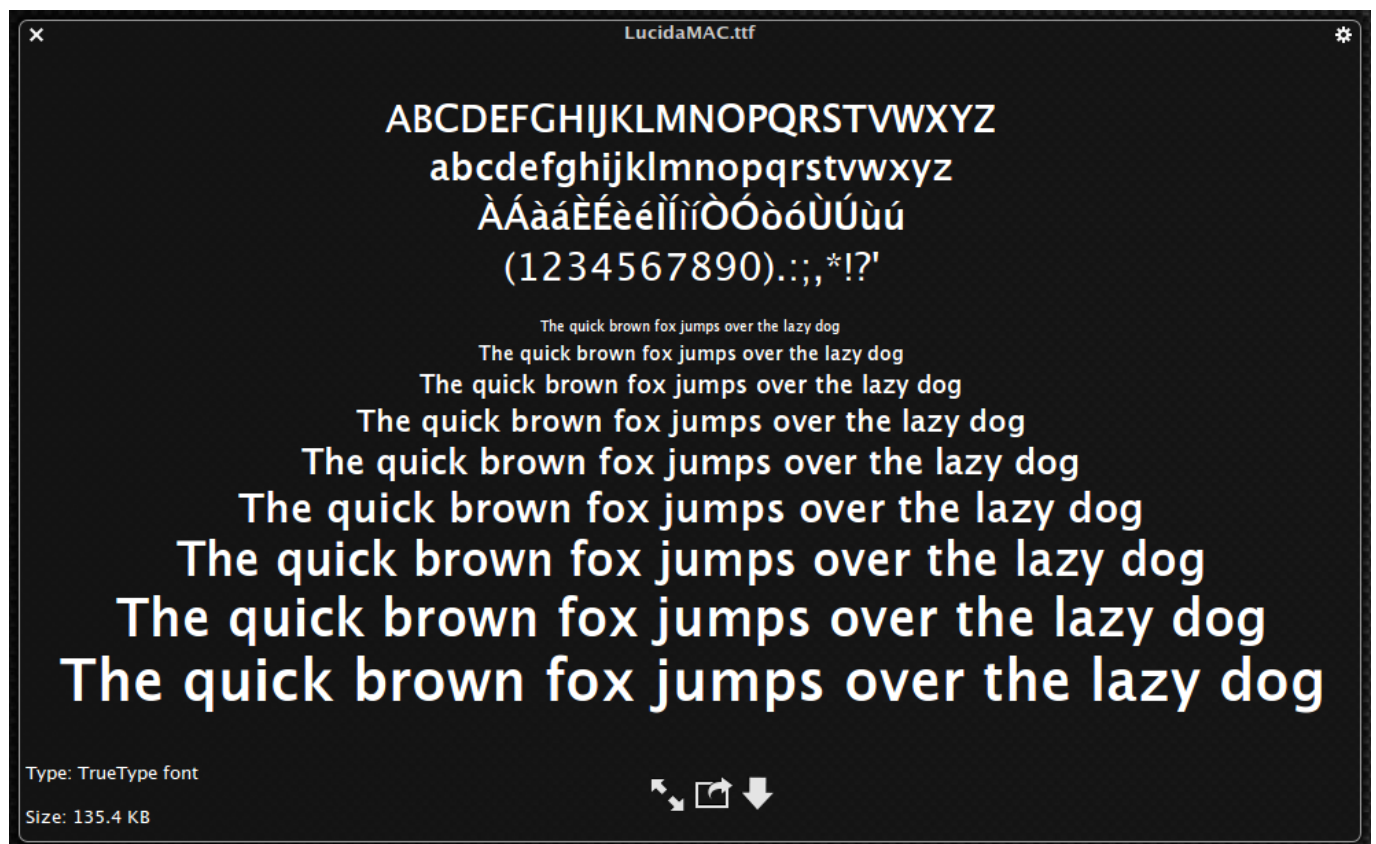 LucidaMAC.ttf
ABCDEFGHIJKLMNOPQRSTVWXYZ
abcdefghijklmnopqrstvwxyz
ÀÁàáÈÉèéÌÍìíÒÓòóÙÚùú
(1234567890).:;,*!?'
The quick brown fox jumps over the lazy dog
The quick brown fox jumps over the lazy dog
The quick brown fox jumps over the lazy dog
The quick brown fox jumps over the lazy dog
The quick brown fox jumps over the lazy dog
The quick brown fox jumps over the lazy dog
The quick brown fox jumps over the lazy dog
The quick brown fox jumps over the lazy dog
The quick brown fox jumps over the lazy dog
Type: TrueType font
Size: 135.4 KB